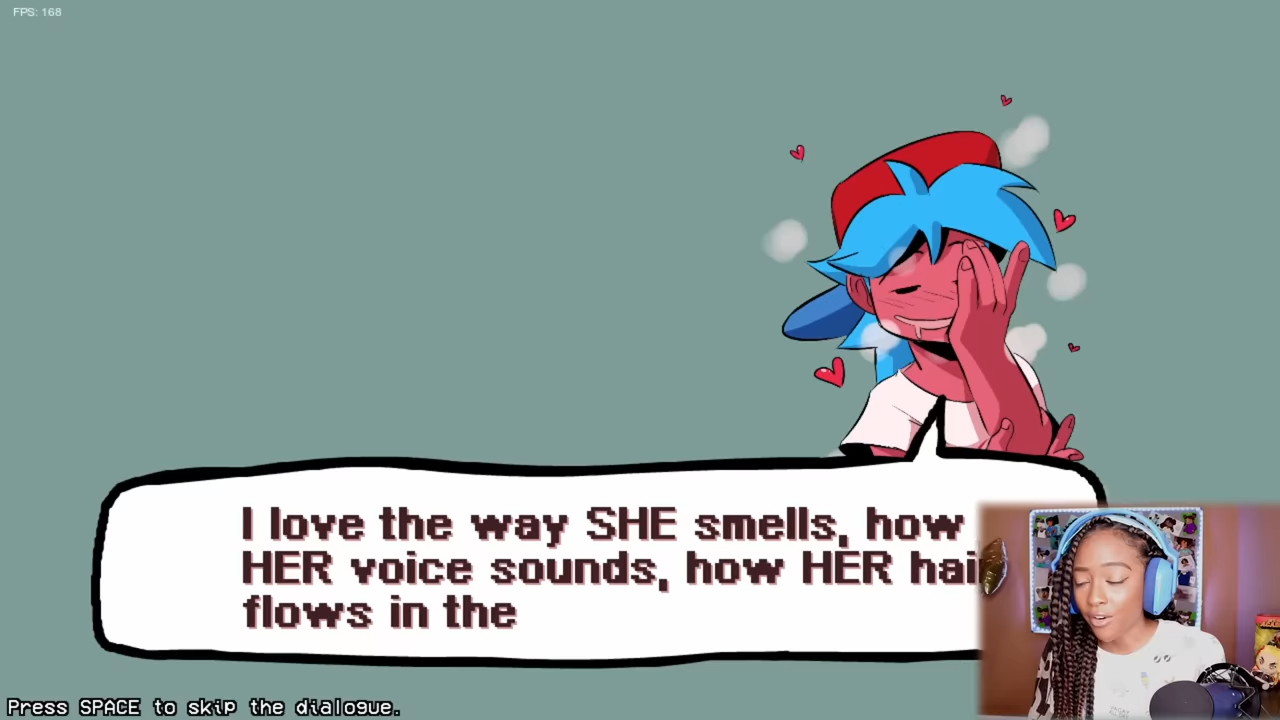 FPS: 168
I love the way SHE smells, how
HER voice sounds, how HER hai
flows in the
Press SPACE to skip the dialogue.